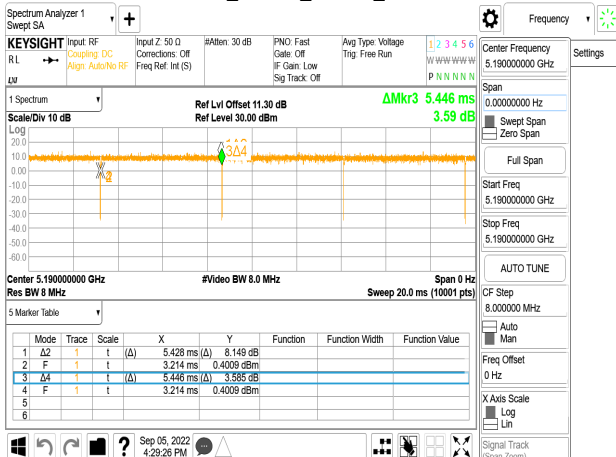 Spectrum Analyzer 1
Swept SA
KEYSIGHT
Input: RF
Input Z: 50 Ω
#Atten: 30 dB
PNO: Fast
Avg Type: Voltage
1 2 3 4 5 6
Coupling: DC
Corrections: Off
Gate: Off
Trig: Free Run
R L
Align: Auto/No RF
Freq Ref: Int (S)
IF Gain: Low
W W W W W W
Sig Track: Off
P N N N N N
LXI
1 Spectrum
Ref Lvl Offset 11.30 dB
ΔMkr3 5.446 ms
Scale/Div 10 dB
Ref Level 30.00 dBm
3.59 dB
Log
20.0
10.0
0.00
-10.0
-20.0
-30.0
-40.0
-50.0
-60.0
3Δ4
Center 5.190000000 GHz
#Video BW 8.0 MHz
Span 0 Hz
Res BW 8 MHz
Sweep 20.0 ms (10001 pts)
5 Marker Table
Mode Trace Scale X Y Function Function Width Function Value
1 Δ2 1 t (Δ) 5.428 ms (Δ) 8.149 dB
2 F 1 t 3.214 ms 0.4009 dBm
3 Δ4 1 t (Δ) 5.446 ms (Δ) 3.585 dB
4 F 1 t 3.214 ms 0.4009 dBm
5
6
Sep 05, 2022
4:29:26 PM
Frequency
Settings
Center Frequency
5.190000000 GHz
Span
0.00000000 Hz
Swept Span
Zero Span
Full Span
Start Freq
5.190000000 GHz
Stop Freq
5.190000000 GHz
AUTO TUNE
CF Step
8.000000 MHz
Auto
Man
Freq Offset
0 Hz
X Axis Scale
Log
Lin
Signal Track
(Span Zoom)